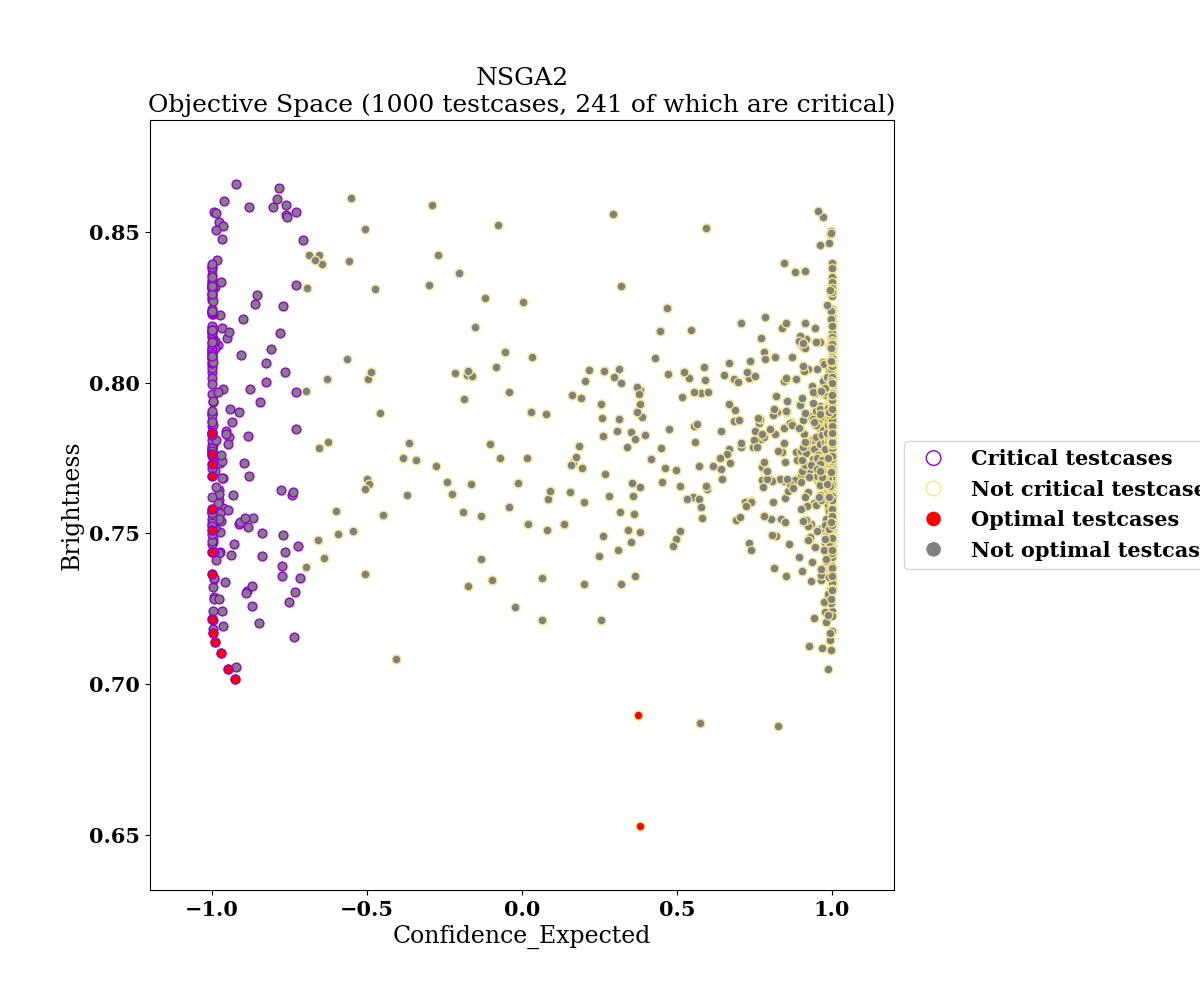 NSGA2
Objective Space (1000 testcases, 241 of which are critical)
Brightness
0.85
0.80
0.75
0.70
0.65
−1.0 −0.5 0.0 0.5 1.0
Confidence_Expected
Critical testcases
Not critical testcase
Optimal testcases
Not optimal testcas